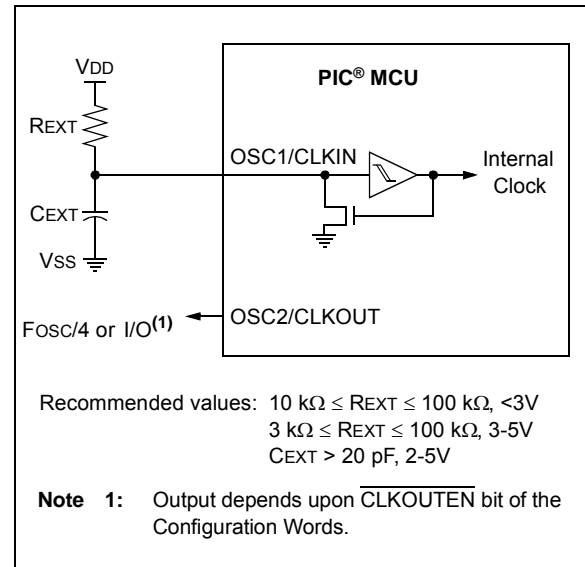 VDD
PIC® MCU
REXT
OSC1/CLKIN
Internal
Clock
CEXT
VSS
OSC2/CLKOUT
FOSC/4 or I/O(1)
Recommended values: 10 kΩ ≤ REXT ≤ 100 kΩ, <3V
3 kΩ ≤ REXT ≤ 100 kΩ, 3-5V
CEXT > 20 pF, 2-5V
Note 1: Output depends upon CLKOUTEN bit of the
Configuration Words.